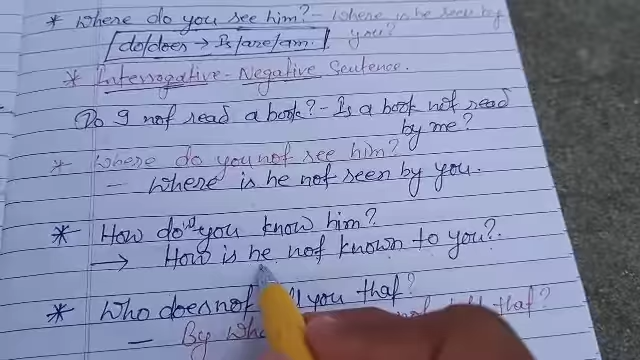 * Where do you see him? - Where is he seen by you?
do/does → Is/are/am.
* Interrogative - Negative Sentence.
Do I not read a book? - Is a book not read by me?
* Where do you not see him?
- Where is he not seen by you.
* How do you know him?
→ How is he not known to you?
* Who does not tell you that?
- By not told that?